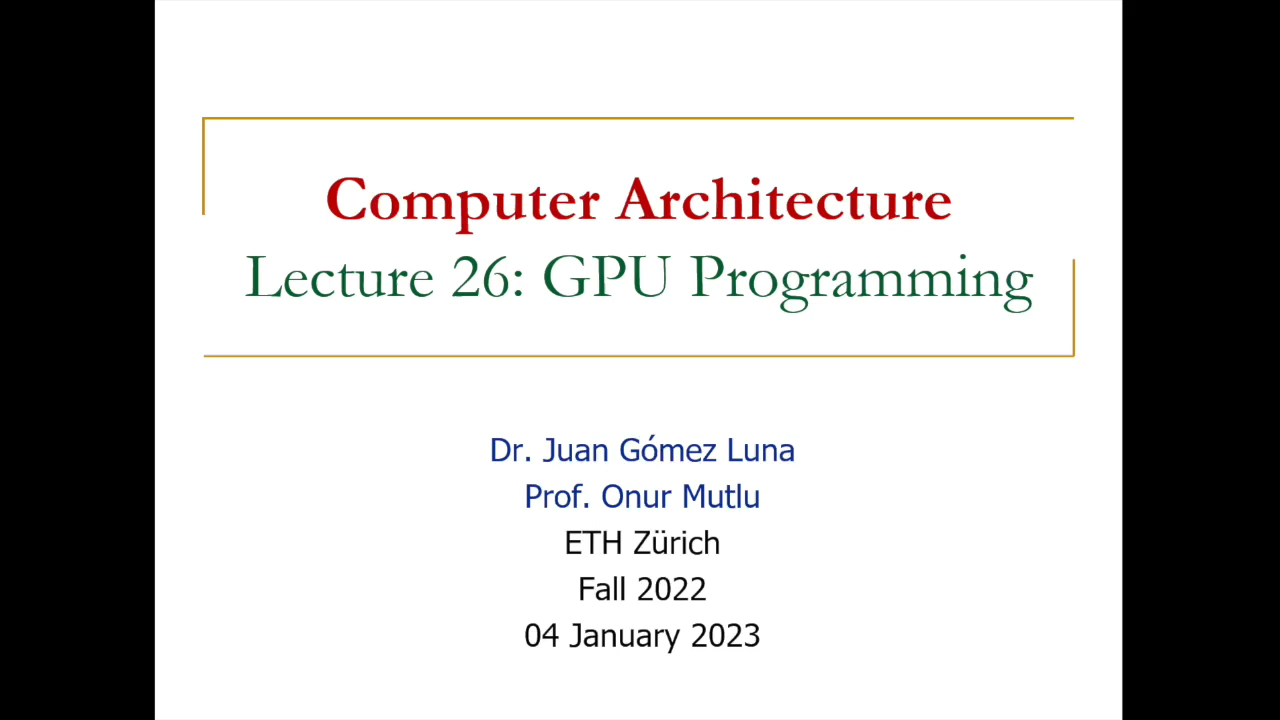 Computer Architecture
Lecture 26: GPU Programming
Dr. Juan Gómez Luna
Prof. Onur Mutlu
ETH Zürich
Fall 2022
04 January 2023